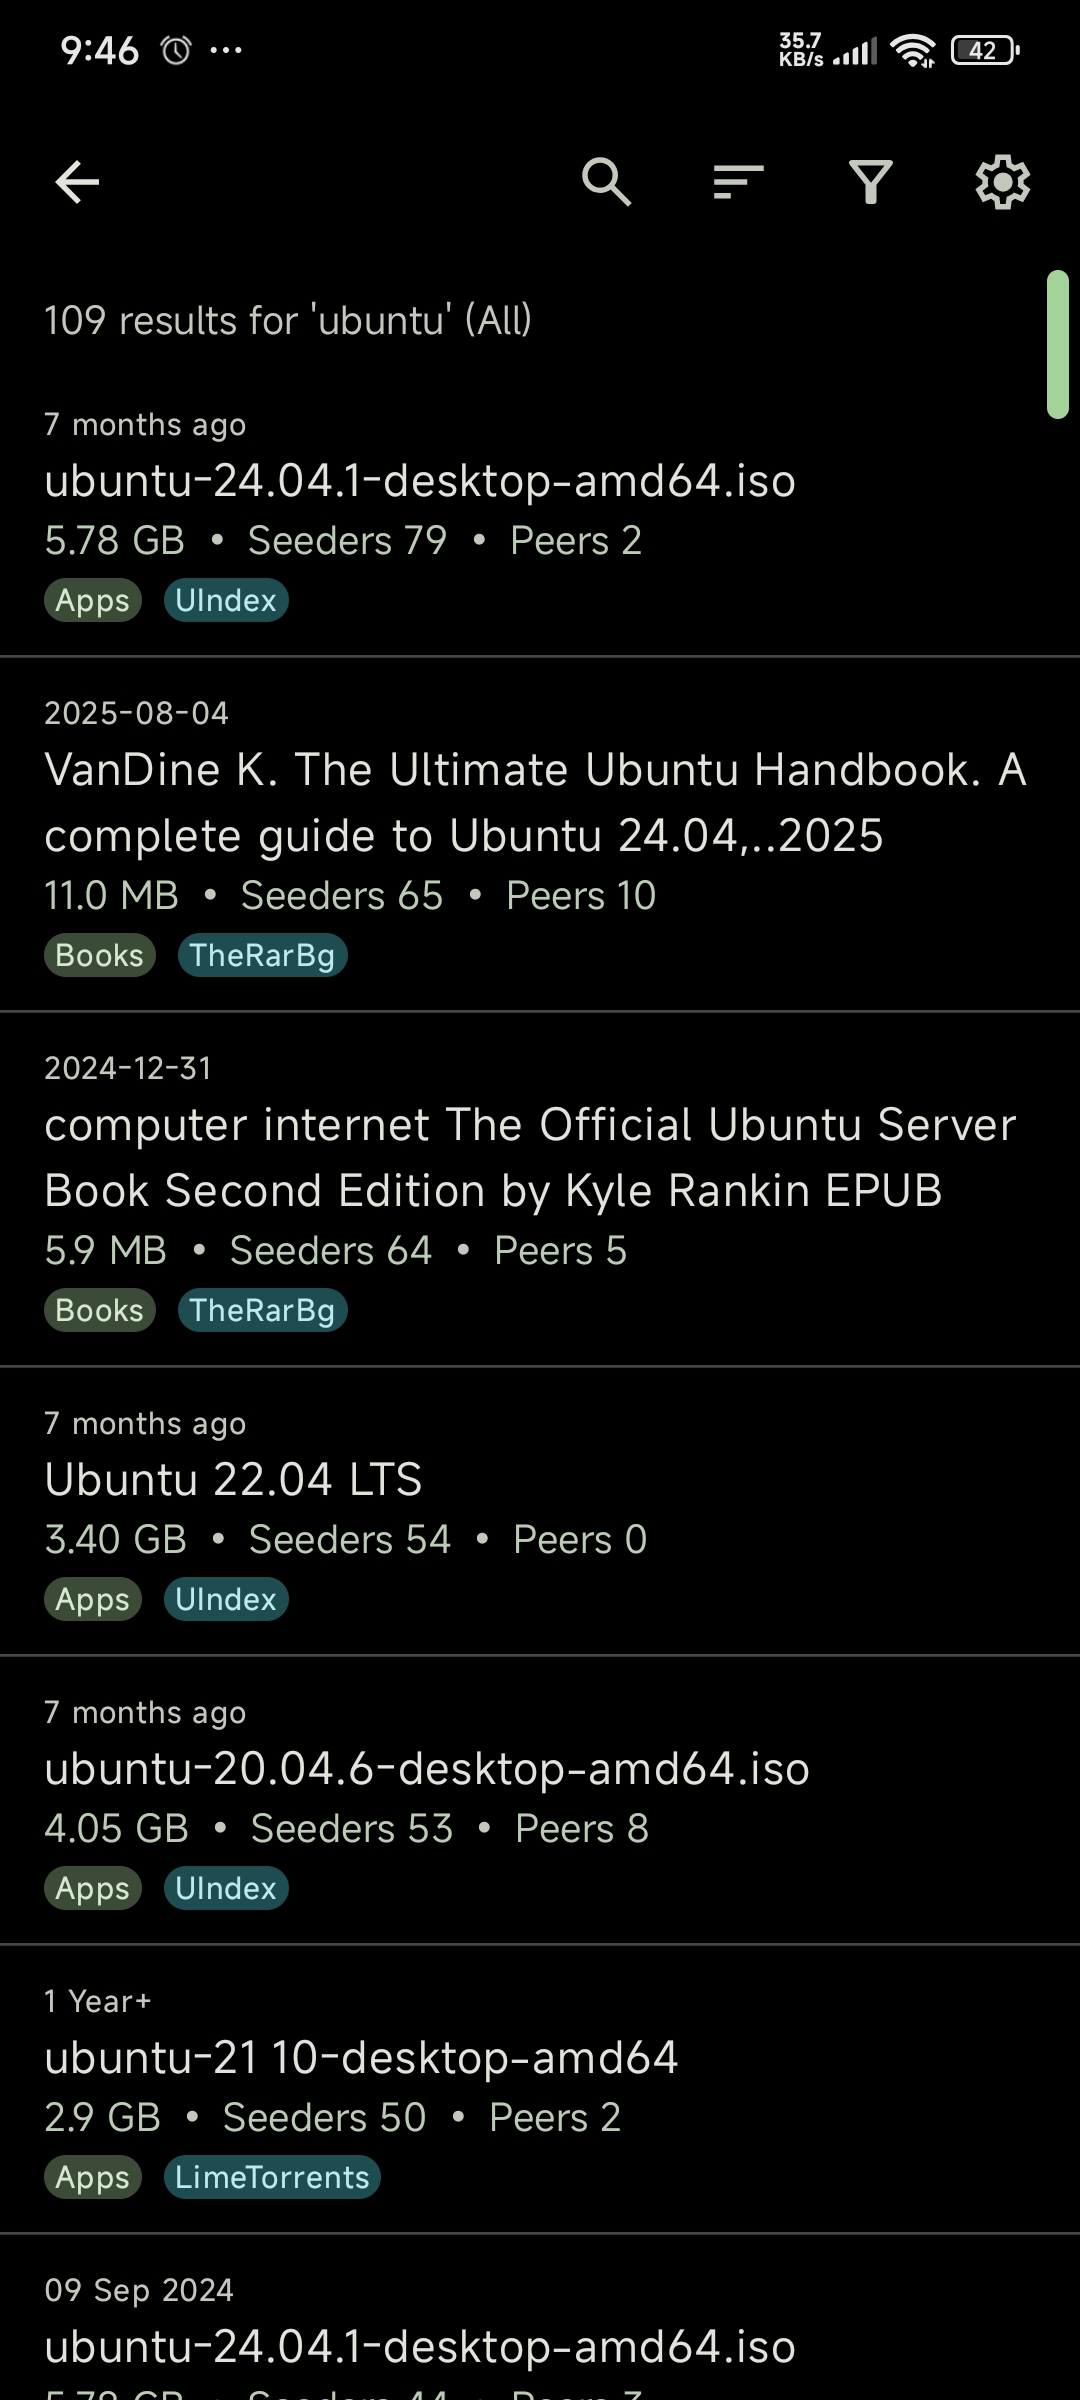 9:46
35.7
KB/s
42
109 results for 'ubuntu' (All)
7 months ago
ubuntu-24.04.1-desktop-amd64.iso
5.78 GB • Seeders 79 • Peers 2
Apps UIndex
2025-08-04
VanDine K. The Ultimate Ubuntu Handbook. A
complete guide to Ubuntu 24.04,..2025
11.0 MB • Seeders 65 • Peers 10
Books TheRarBg
2024-12-31
computer internet The Official Ubuntu Server
Book Second Edition by Kyle Rankin EPUB
5.9 MB • Seeders 64 • Peers 5
Books TheRarBg
7 months ago
Ubuntu 22.04 LTS
3.40 GB • Seeders 54 • Peers 0
Apps UIndex
7 months ago
ubuntu-20.04.6-desktop-amd64.iso
4.05 GB • Seeders 53 • Peers 8
Apps UIndex
1 Year+
ubuntu-21 10-desktop-amd64
2.9 GB • Seeders 50 • Peers 2
Apps LimeTorrents
09 Sep 2024
ubuntu-24.04.1-desktop-amd64.iso